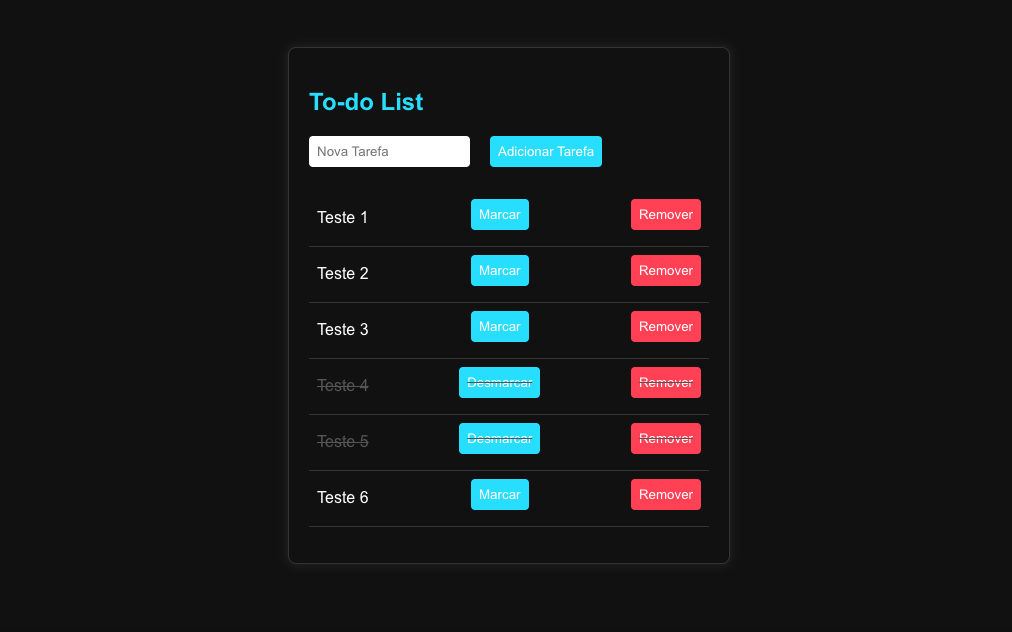 To-do List
Nova Tarefa Adicionar Tarefa
Teste 1 Marcar Remover
Teste 2 Marcar Remover
Teste 3 Marcar Remover
Teste 4 Desmarcar Remover
Teste 5 Desmarcar Remover
Teste 6 Marcar Remover